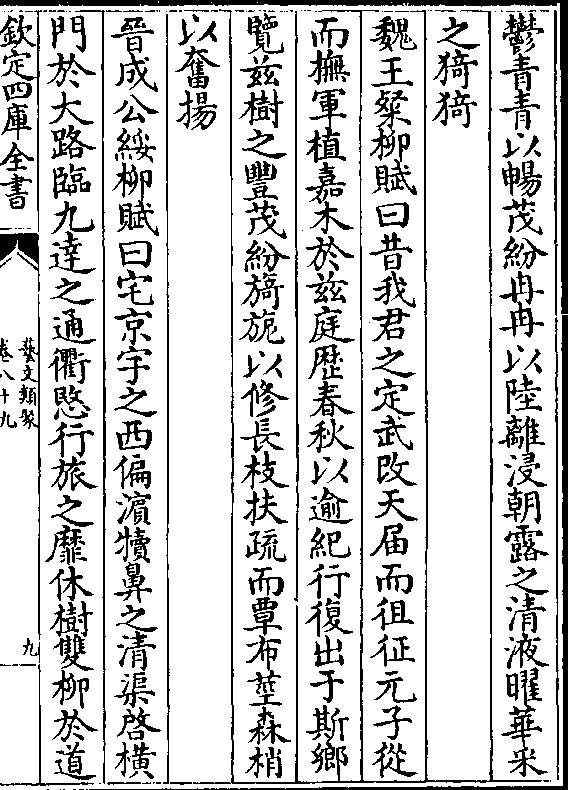 鬱青青以暢茂紛冉冉以陸離浸朝露之清液曜華采
之猗猗
魏王粲柳賦曰昔我君之定武改天届而徂征元子從
而撫軍植嘉木於兹庭歴春秋以逾紀行復出于斯鄉
覽兹樹之豐茂紛旖旎以修長枝扶疏而覃布莖森梢
以奮揚
晉成公綏柳賦曰宅京宇之西偏濵犢鼻之清渠啓横
門於大路臨九逹之通衢愍行旅之靡休樹雙柳於道
欽定四庫全書
藝文類聚
卷八十九
九